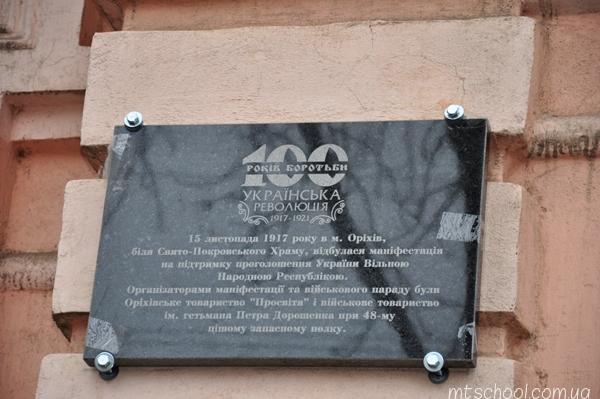 100
РОКІВ БОРОТЬБИ
УКРАЇНСЬКА
РЕВОЛЮЦІЯ
1917-1921
15 листопада 1917 року в м. Оріхів,
біля Свято-Покровського Храму, відбулася маніфестація
на підтримку проголошення України Вільною
Народною Республікою.
Організаторами маніфестації та військового параду були
Оріхівське товариство "Просвіта" і військове товариство
ім. гетьмана Петра Дорошенка при 48-му
пішому запасному полку.
mtschool.com.ua